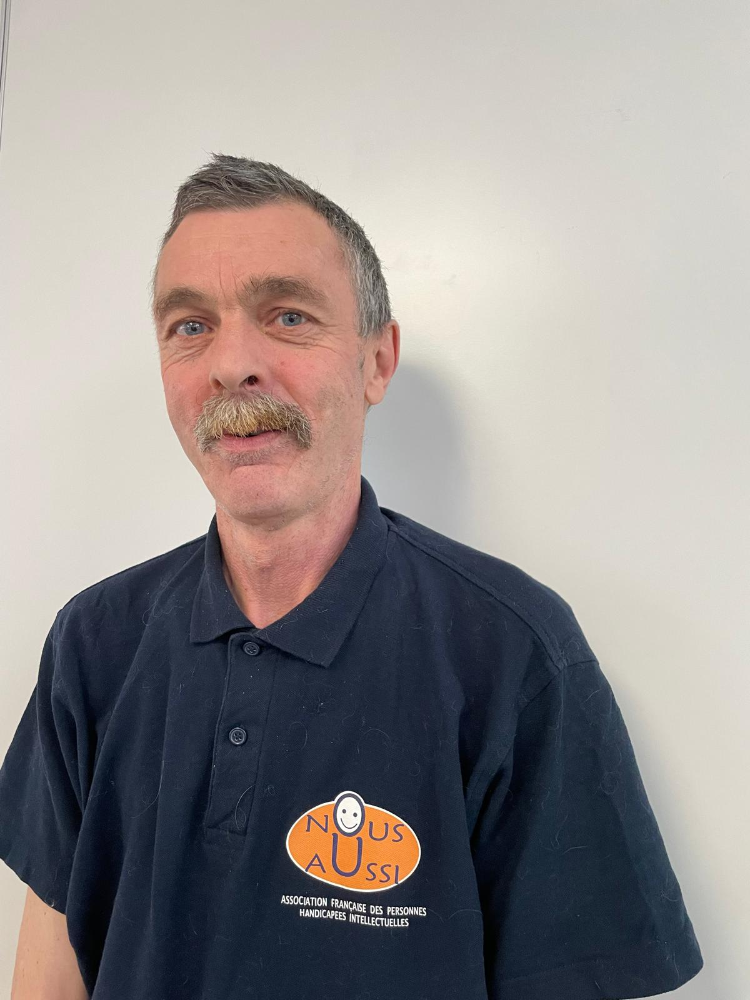 NOUS
AUSSI
ASSOCIATION FRANÇAISE DES PERSONNES
HANDICAPEES INTELLECTUELLES